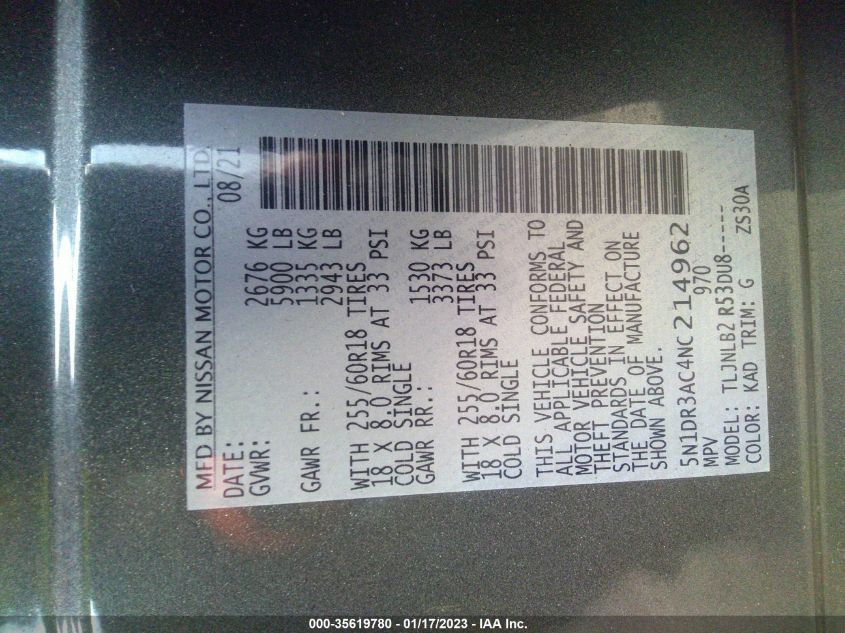 MFD BY NISSAN MOTOR CO., LTD.
DATE: 08/21
GVWR: 2676 KG
5900 LB
GAWR FR.: 1335 KG
2943 LB
WITH 255/60R18 TIRES
18 X 8.0 RIMS AT 33 PSI
COLD SINGLE
GAWR RR.: 1530 KG
3373 LB
WITH 255/60R18 TIRES
18 X 8.0 RIMS AT 33 PSI
COLD SINGLE
THIS VEHICLE CONFORMS TO
ALL APPLICABLE FEDERAL
MOTOR VEHICLE SAFETY AND
THEFT PREVENTION
STANDARDS IN EFFECT ON
THE DATE OF MANUFACTURE
SHOWN ABOVE.
5N1DR3AC4NC214962
MPV 970
MODEL: TLJNLB2 R53DU8-----
COLOR: KAD TRIM: G ZS30A
000-35619780 - 01/17/2023 - IAA Inc.